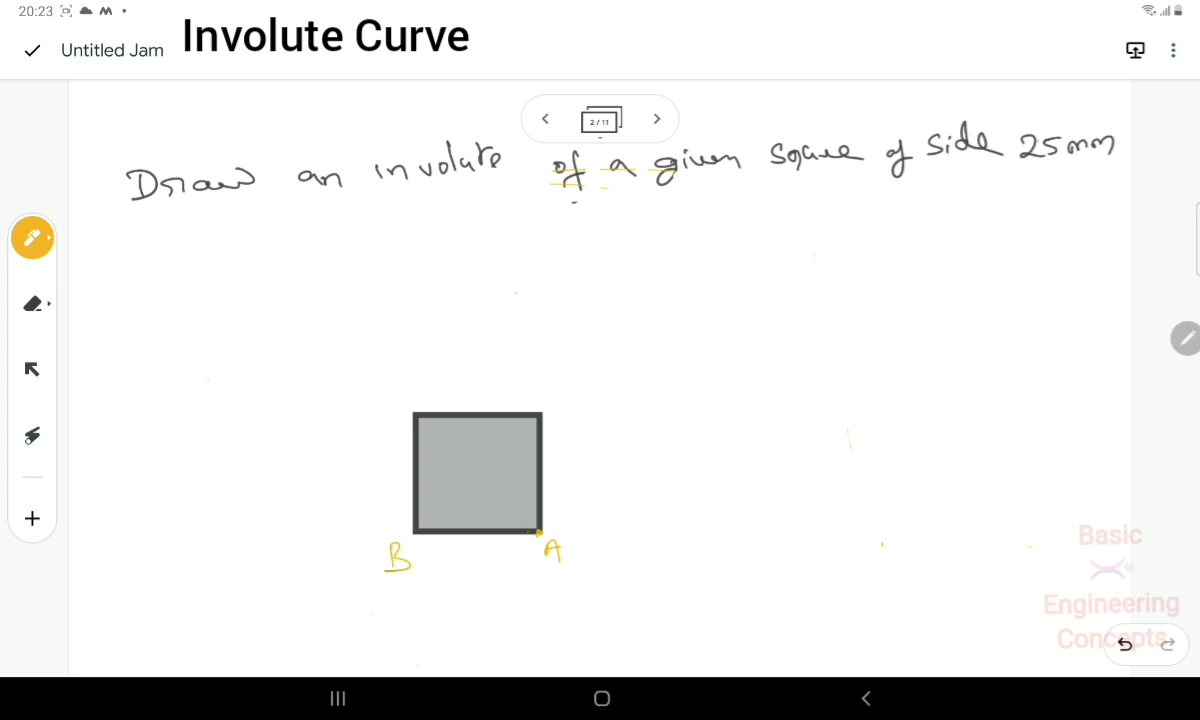 20:23
Untitled Jam
Involute Curve
2 / 11
Draw an involute of a given square of side 25mm
B
A
Basic
Engineering
Concepts